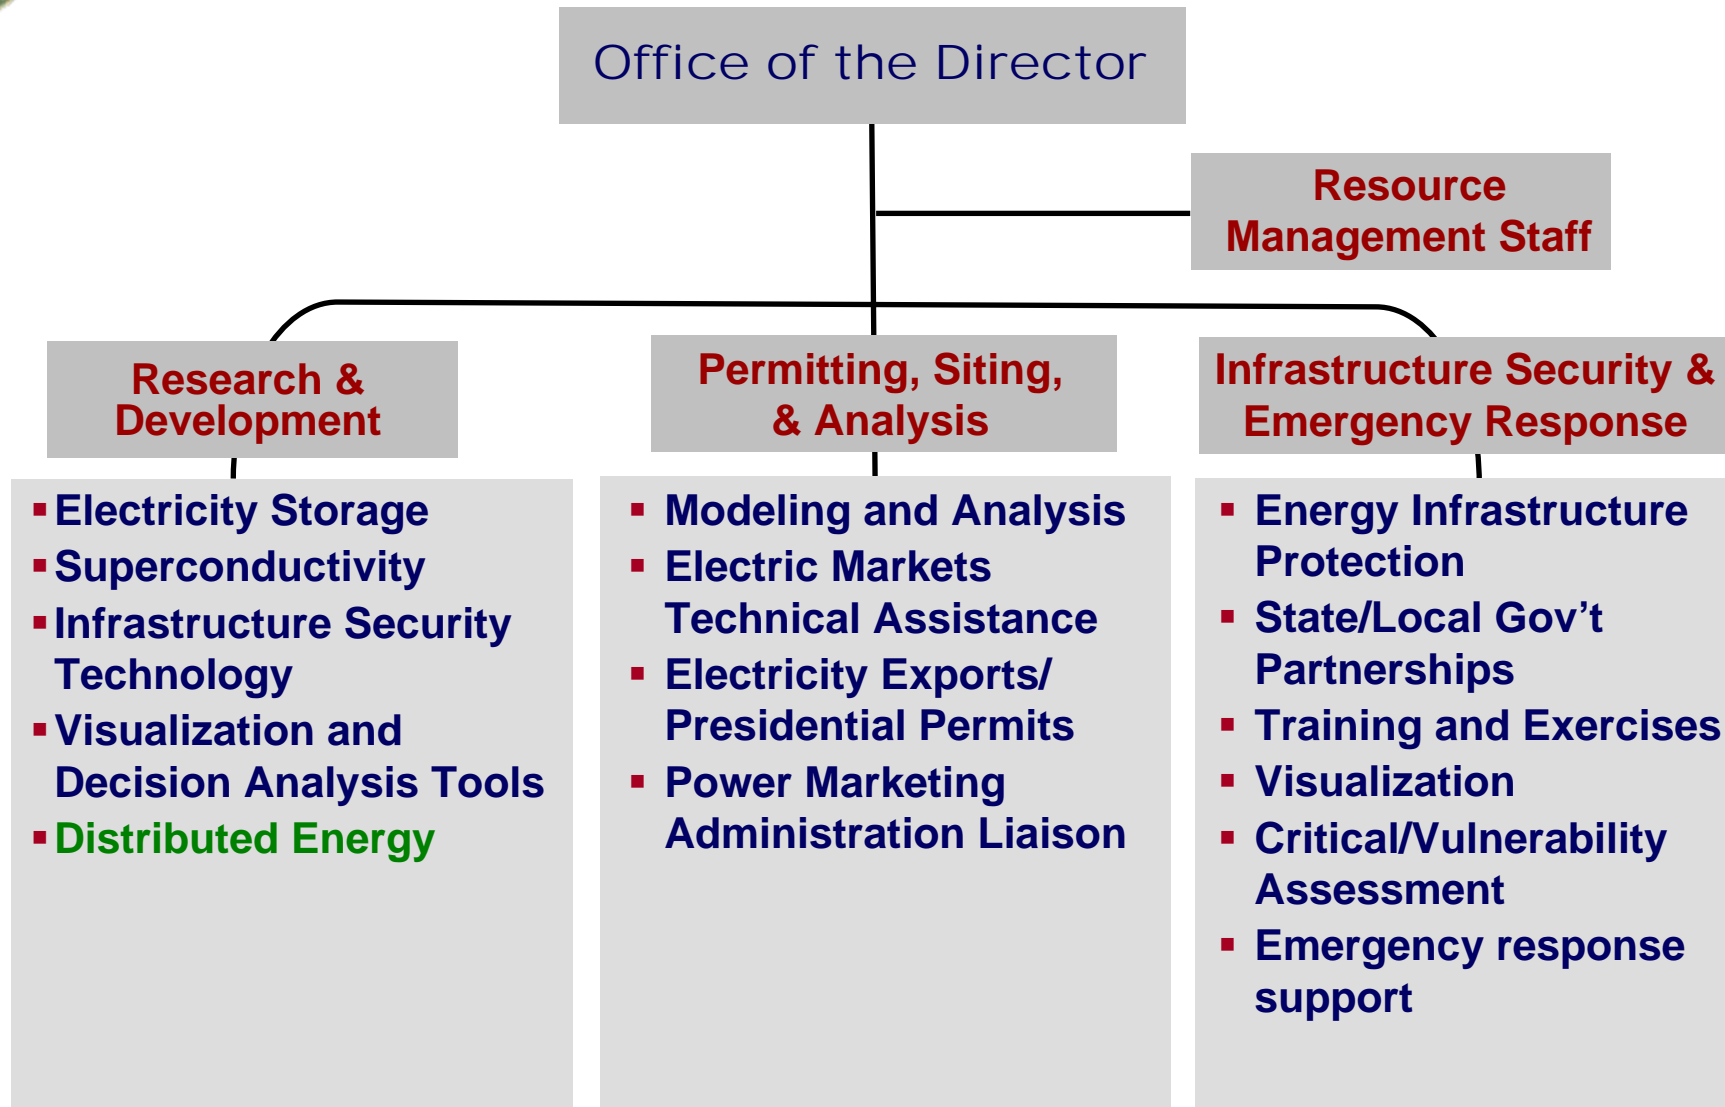 Office of the Director
Resource
Management Staff
Research &
Development
▪Electricity Storage
▪Superconductivity
▪Infrastructure Security
Technology
▪Visualization and
Decision Analysis Tools
▪Distributed Energy
Permitting, Siting,
& Analysis
▪ Modeling and Analysis
▪ Electric Markets
Technical Assistance
▪ Electricity Exports/
Presidential Permits
▪ Power Marketing
Administration Liaison
Infrastructure Security &
Emergency Response
▪ Energy Infrastructure
Protection
▪ State/Local Gov’t
Partnerships
▪ Training and Exercises
▪ Visualization
▪ Critical/Vulnerability
Assessment
▪ Emergency response
support